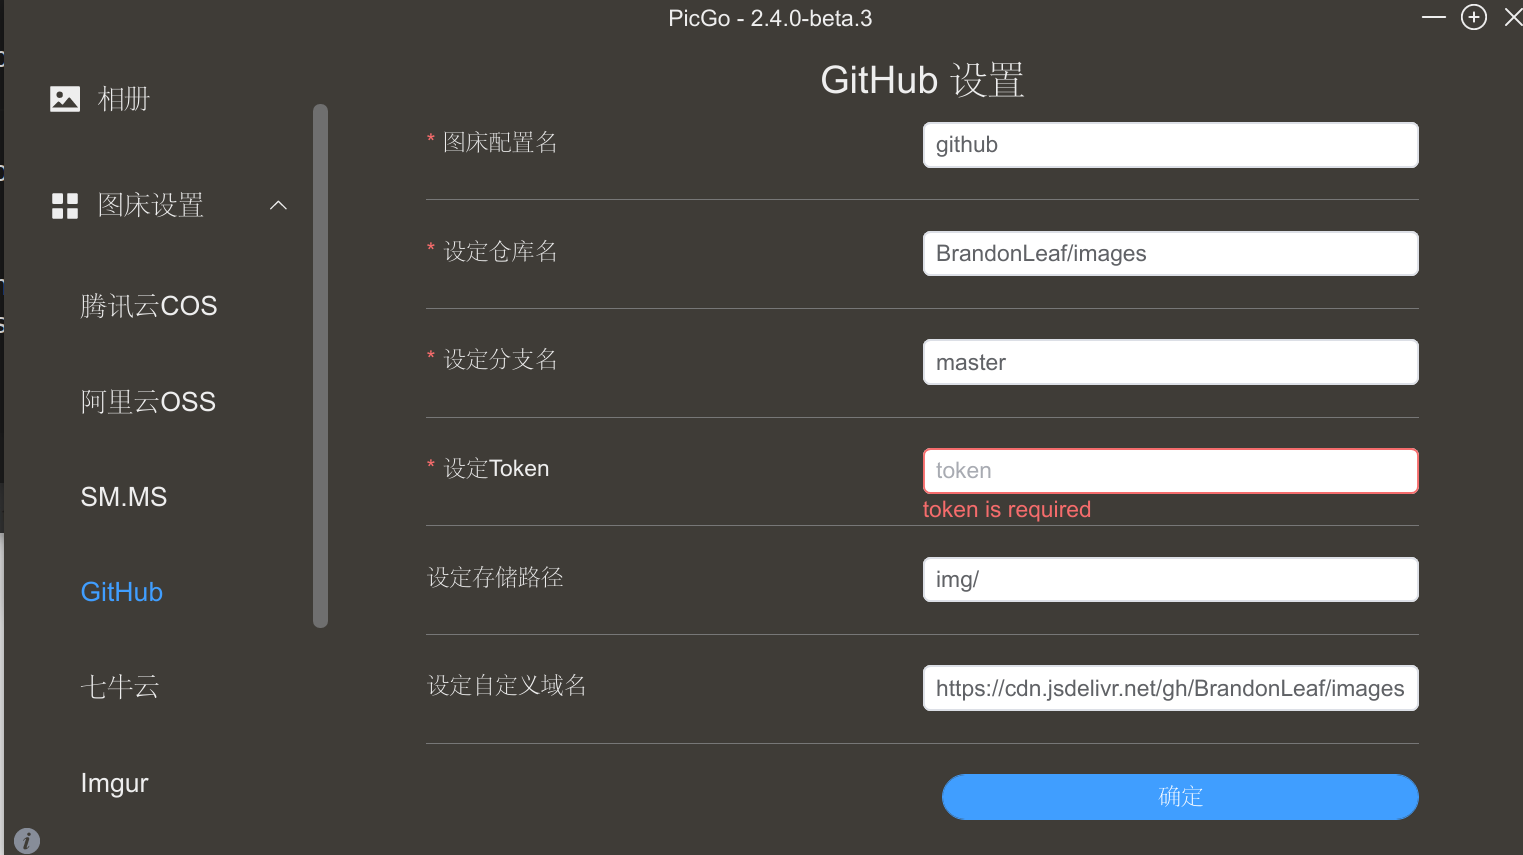 PicGo - 2.4.0-beta.3
相册
图床设置
腾讯云COS
阿里云OSS
SM.MS
GitHub
七牛云
Imgur
GitHub 设置
* 图床配置名
github
* 设定仓库名
BrandonLeaf/images
* 设定分支名
master
* 设定Token
token
token is required
设定存储路径
img/
设定自定义域名
https://cdn.jsdelivr.net/gh/BrandonLeaf/images
确定